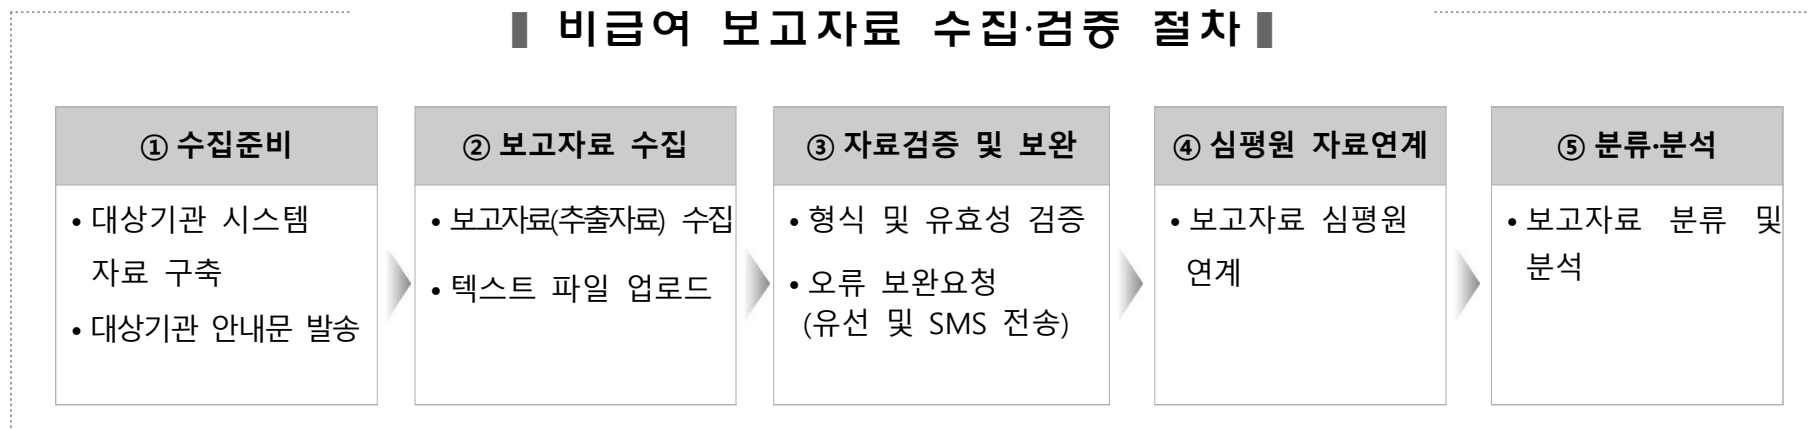 비급여 보고자료 수집·검증 절차
① 수집준비
• 대상기관 시스템
자료 구축
• 대상기관 안내문 발송
② 보고자료 수집
• 보고자료(추출자료) 수집
• 텍스트 파일 업로드
③ 자료검증 및 보완
• 형식 및 유효성 검증
• 오류 보완요청
(유선 및 SMS 전송)
④ 심평원 자료연계
• 보고자료 심평원
연계
⑤ 분류·분석
• 보고자료 분류 및
분석